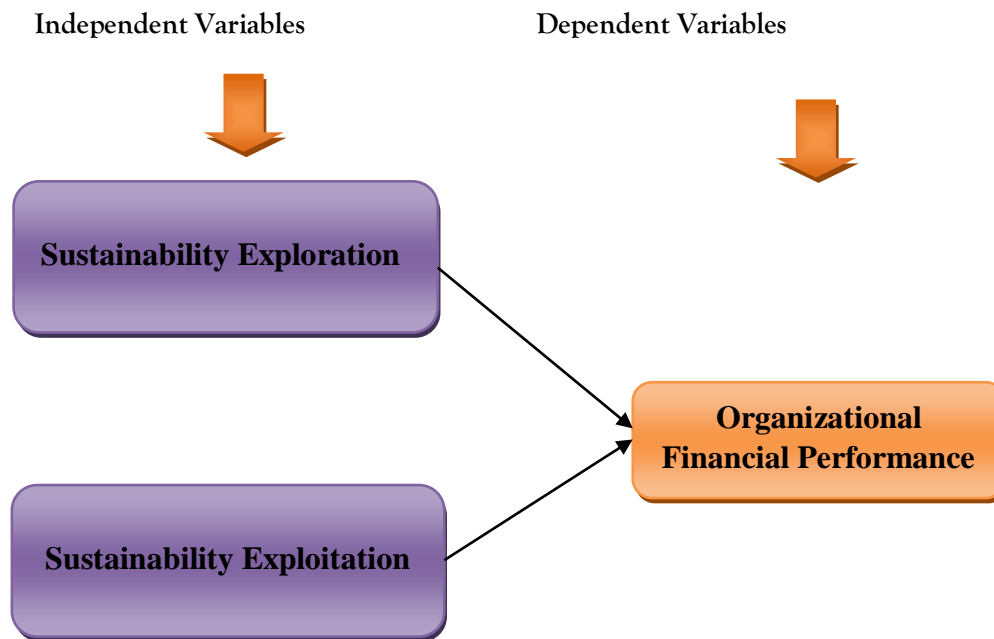 Independent Variables
Dependent Variables
Sustainability Exploration
Organizational
Financial Performance
Sustainability Exploitation